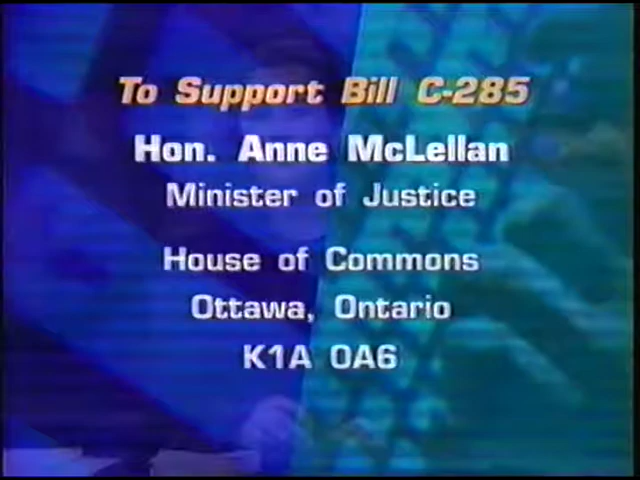 To Support Bill C-285
Hon. Anne McLellan
Minister of Justice
House of Commons
Ottawa, Ontario
K1A 0A6